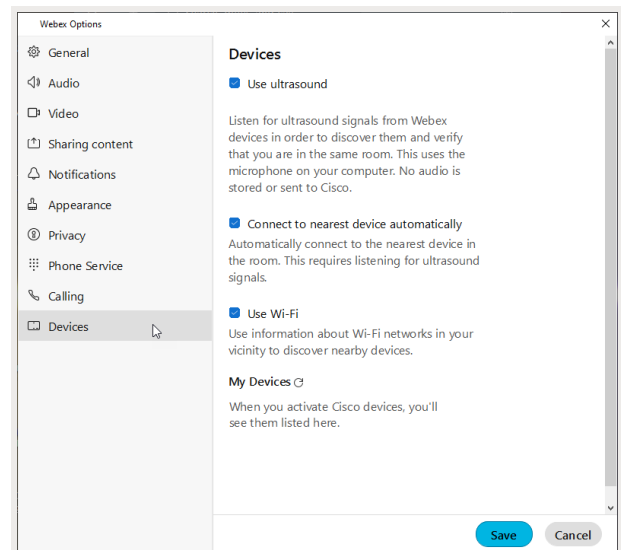 Webex Options
General
Audio
Video
Sharing content
Notifications
Appearance
Privacy
Phone Service
Calling
Devices
Devices
Use ultrasound
Listen for ultrasound signals from Webex
devices in order to discover them and verify
that you are in the same room. This uses the
microphone on your computer. No audio is
stored or sent to Cisco.
Connect to nearest device automatically
Automatically connect to the nearest device in
the room. This requires listening for ultrasound
signals.
Use Wi-Fi
Use information about Wi-Fi networks in your
vicinity to discover nearby devices.
My Devices
When you activate Cisco devices, you'll
see them listed here.
Save Cancel